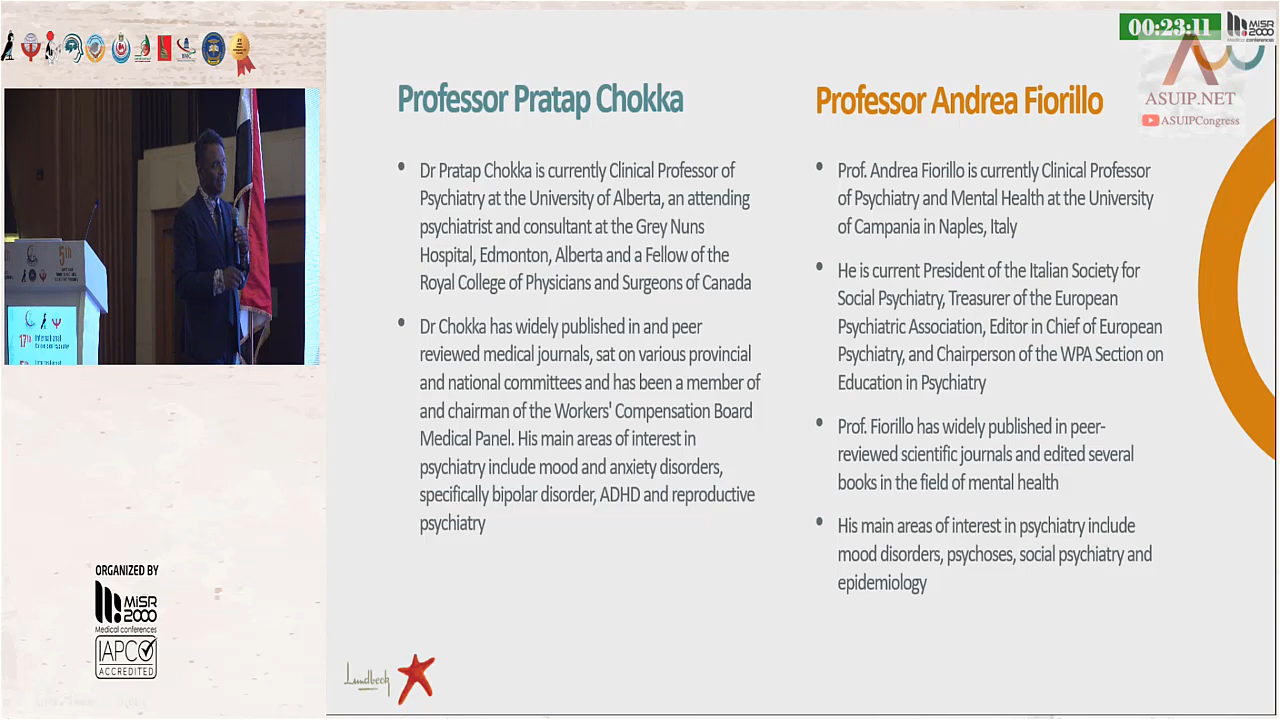 00:23:11
MiSR
2000
Medical conferences
ASUIP.NET
ASUIPCongress
Professor Pratap Chokka
Dr Pratap Chokka is currently Clinical Professor of
Psychiatry at the University of Alberta, an attending
psychiatrist and consultant at the Grey Nuns
Hospital, Edmonton, Alberta and a Fellow of the
Royal College of Physicians and Surgeons of Canada
Dr Chokka has widely published in and peer
reviewed medical journals, sat on various provincial
and national committees and has been a member of
and chairman of the Workers' Compensation Board
Medical Panel. His main areas of interest in
psychiatry include mood and anxiety disorders,
specifically bipolar disorder, ADHD and reproductive
psychiatry
Professor Andrea Fiorillo
Prof. Andrea Fiorillo is currently Clinical Professor
of Psychiatry and Mental Health at the University
of Campania in Naples, Italy
He is current President of the Italian Society for
Social Psychiatry, Treasurer of the European
Psychiatric Association, Editor in Chief of European
Psychiatry, and Chairperson of the WPA Section on
Education in Psychiatry
Prof. Fiorillo has widely published in peer-
reviewed scientific journals and edited several
books in the field of mental health
His main areas of interest in psychiatry include
mood disorders, psychoses, social psychiatry and
epidemiology
Lundbeck
5th
17th International
5th International
ORGANIZED BY
MiSR
2000
Medical conferences
IAPCO
ACCREDITED